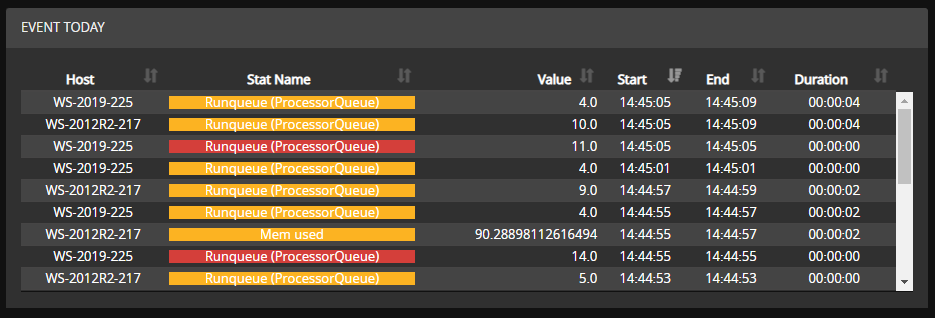 EVENT TODAY
Host Stat Name Value Start End Duration
WS-2019-225 Runqueue (ProcessorQueue) 4.0 14:45:05 14:45:09 00:00:04
WS-2012R2-217 Runqueue (ProcessorQueue) 10.0 14:45:05 14:45:09 00:00:04
WS-2019-225 Runqueue (ProcessorQueue) 11.0 14:45:05 14:45:05 00:00:00
WS-2019-225 Runqueue (ProcessorQueue) 4.0 14:45:01 14:45:01 00:00:00
WS-2012R2-217 Runqueue (ProcessorQueue) 9.0 14:44:57 14:44:59 00:00:02
WS-2019-225 Runqueue (ProcessorQueue) 4.0 14:44:55 14:44:57 00:00:02
WS-2012R2-217 Mem used 90.28898112616494 14:44:55 14:44:57 00:00:02
WS-2019-225 Runqueue (ProcessorQueue) 14.0 14:44:55 14:44:55 00:00:00
WS-2012R2-217 Runqueue (ProcessorQueue) 5.0 14:44:53 14:44:53 00:00:00